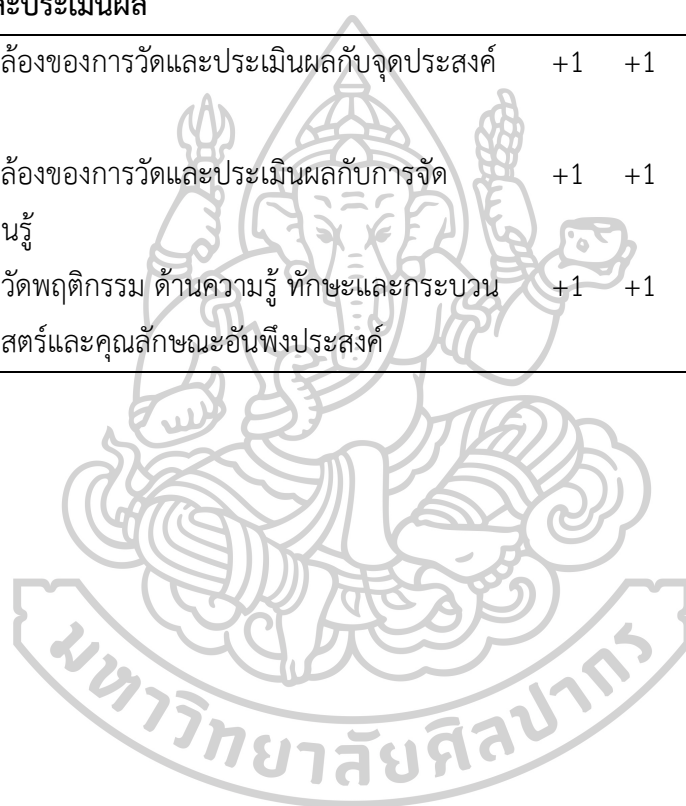 ละประเมินผล
ล้องของการวัดและประเมินผลกับจุดประสงค์ +1 +1
ล้องของการวัดและประเมินผลกับการจัด +1 +1
นรู้
วัดพฤติกรรม ด้านความรู้ ทักษะและกระบวน +1 +1
สตร์และคุณลักษณะอันพึงประสงค์
มหาวิทยาลัยศิลปากร